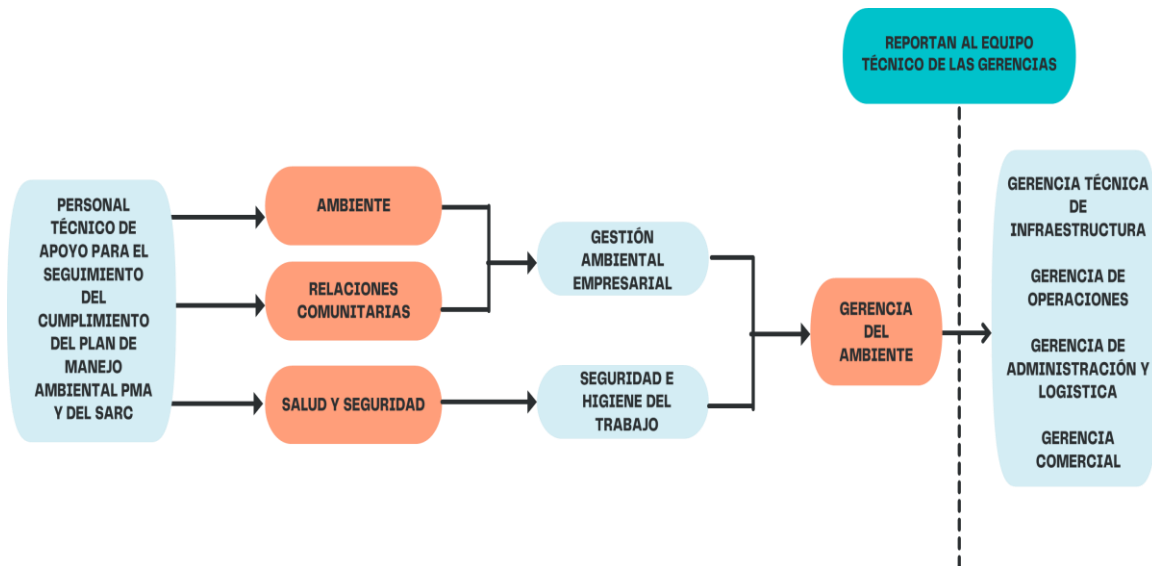 REPORTAN AL EQUIPO
TÉCNICO DE LAS GERENCIAS
PERSONAL
TÉCNICO DE
APOYO PARA EL
SEGUIMIENTO
DEL
CUMPLIMIENTO
DEL PLAN DE
MANEJO
AMBIENTAL PMA
Y DEL SARC
AMBIENTE
RELACIONES
COMUNITARIAS
SALUD Y SEGURIDAD
GESTIÓN
AMBIENTAL
EMPRESARIAL
SEGURIDAD E
HIGIENE DEL
TRABAJO
GERENCIA
DEL
AMBIENTE
GERENCIA TÉCNICA
DE
INFRAESTRUCTURA
GERENCIA DE
OPERACIONES
GERENCIA DE
ADMINISTRACIÓN Y
LOGISTICA
GERENCIA
COMERCIAL